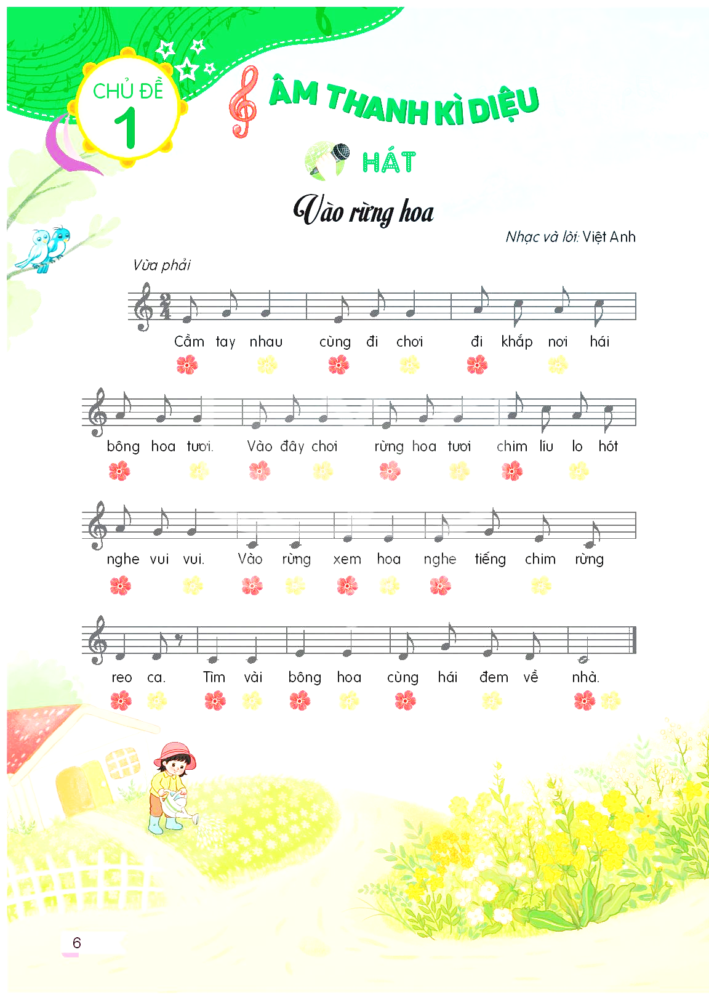 CHỦ ĐỀ
1
ÂM THANH KÌ DIỆU
HÁT
Vào rừng hoa
Nhạc và lời: Việt Anh
Vừa phải
2
4
Cầm tay nhau cùng đi chơi đi khắp nơi hái
bông hoa tươi. Vào đây chơi rừng hoa tươi chim líu lo hót
nghe vui vui. Vào rừng xem hoa nghe tiếng chim rừng
reo ca. Tìm vài bông hoa cùng hái đem về nhà.
6